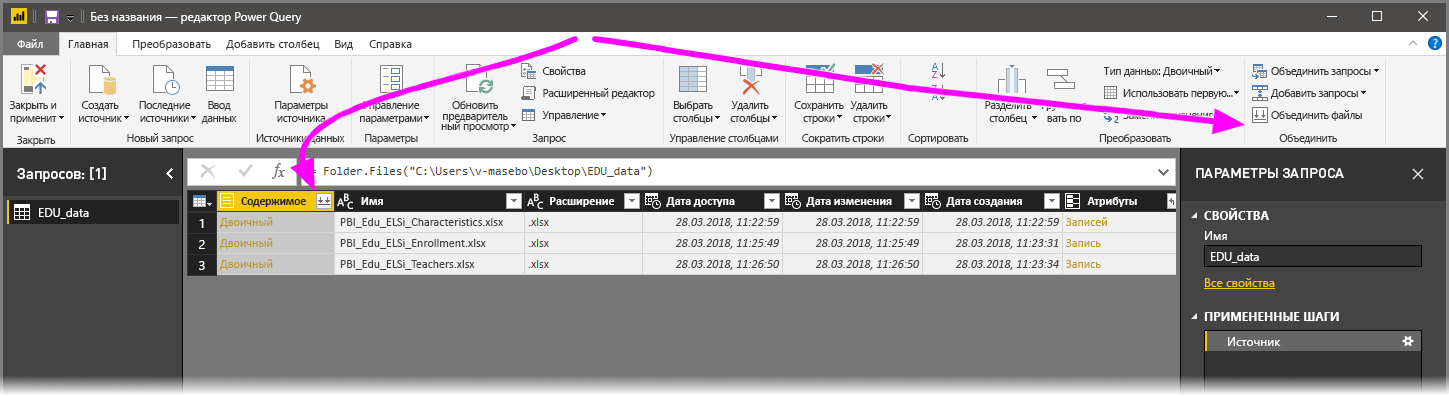 Без названия — редактор Power Query
Файл Главная Преобразовать Добавить столбец Вид Справка
Закрыть и применить
Закрыть
Создать источник
Последние источники
Ввод данных
Новый запрос
Параметры источника
Источники данных
Управление параметрами
Параметры
Обновить предварительный просмотр
Свойства
Расширенный редактор
Управление
Запрос
Выбрать столбцы
Удалить столбцы
Управление столбцами
Сохранить строки
Удалить строки
Сократить строки
Сортировать
Разделить столбец
вать по
Тип данных: Двоичный
Использовать первую...
Преобразовать
Объединить запросы
Добавить запросы
Объединить файлы
Объединить
Запросов: [1]
EDU_data
fx = Folder.Files("C:\Users\v-masebo\Desktop\EDU_data")
Содержимое Имя Расширение Дата доступа Дата изменения Дата создания Атрибуты
1 Двоичный PBI_Edu_ELSi_Characteristics.xlsx .xlsx 28.03.2018, 11:22:59 28.03.2018, 11:22:59 28.03.2018, 11:22:59 Записей
2 Двоичный PBI_Edu_ELSi_Enrollment.xlsx .xlsx 28.03.2018, 11:25:49 28.03.2018, 11:25:49 28.03.2018, 11:23:31 Запись
3 Двоичный PBI_Edu_ELSi_Teachers.xlsx .xlsx 28.03.2018, 11:26:50 28.03.2018, 11:26:50 28.03.2018, 11:23:34 Запись
ПАРАМЕТРЫ ЗАПРОСА
СВОЙСТВА
Имя
EDU_data
Все свойства
ПРИМЕНЕННЫЕ ШАГИ
Источник